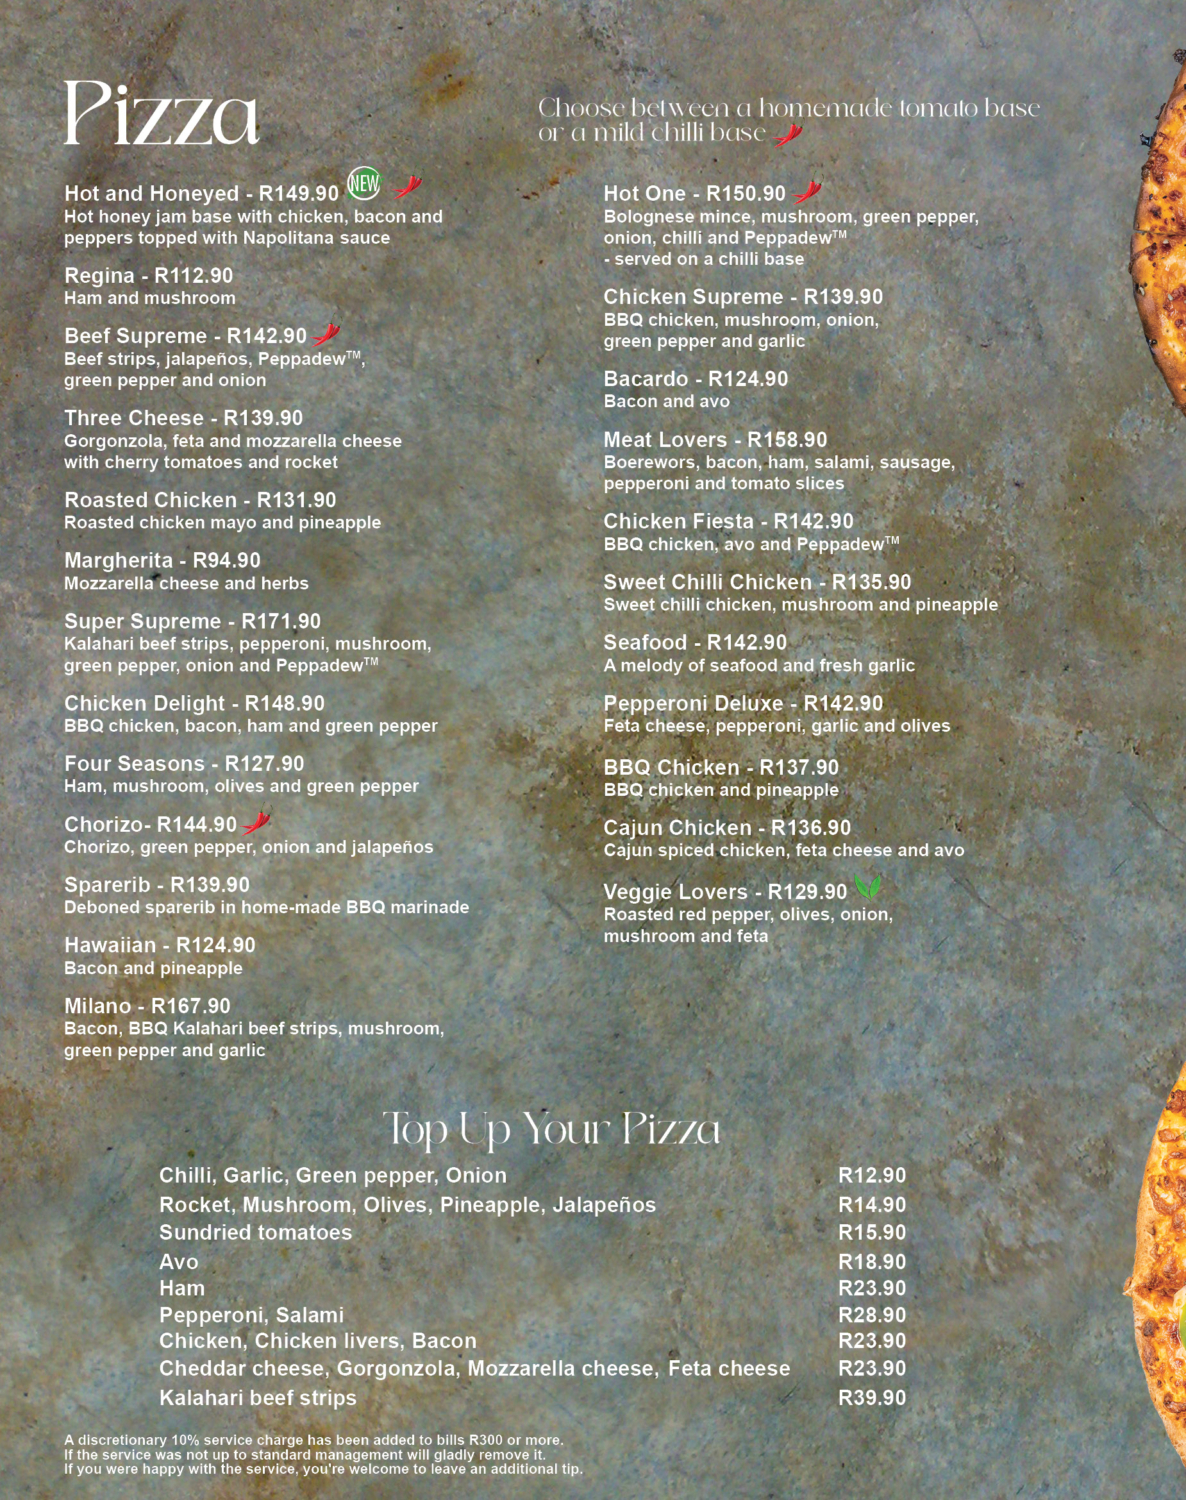 Pizza
Choose between a homemade tomato base
or a mild chilli base
Hot and Honeyed - R149.90 NEW
Hot honey jam base with chicken, bacon and
peppers topped with Napolitana sauce
Regina - R112.90
Ham and mushroom
Beef Supreme - R142.90
Beef strips, jalapeños, Peppadew™,
green pepper and onion
Three Cheese - R139.90
Gorgonzola, feta and mozzarella cheese
with cherry tomatoes and rocket
Roasted Chicken - R131.90
Roasted chicken mayo and pineapple
Margherita - R94.90
Mozzarella cheese and herbs
Super Supreme - R171.90
Kalahari beef strips, pepperoni, mushroom,
green pepper, onion and Peppadew™
Chicken Delight - R148.90
BBQ chicken, bacon, ham and green pepper
Four Seasons - R127.90
Ham, mushroom, olives and green pepper
Chorizo- R144.90
Chorizo, green pepper, onion and jalapeños
Sparerib - R139.90
Deboned sparerib in home-made BBQ marinade
Hawaiian - R124.90
Bacon and pineapple
Milano - R167.90
Bacon, BBQ Kalahari beef strips, mushroom,
green pepper and garlic
Hot One - R150.90
Bolognese mince, mushroom, green pepper,
onion, chilli and Peppadew™
- served on a chilli base
Chicken Supreme - R139.90
BBQ chicken, mushroom, onion,
green pepper and garlic
Bacardo - R124.90
Bacon and avo
Meat Lovers - R158.90
Boerewors, bacon, ham, salami, sausage,
pepperoni and tomato slices
Chicken Fiesta - R142.90
BBQ chicken, avo and Peppadew™
Sweet Chilli Chicken - R135.90
Sweet chilli chicken, mushroom and pineapple
Seafood - R142.90
A melody of seafood and fresh garlic
Pepperoni Deluxe - R142.90
Feta cheese, pepperoni, garlic and olives
BBQ Chicken - R137.90
BBQ chicken and pineapple
Cajun Chicken - R136.90
Cajun spiced chicken, feta cheese and avo
Veggie Lovers - R129.90
Roasted red pepper, olives, onion,
mushroom and feta
Top Up Your Pizza
Chilli, Garlic, Green pepper, Onion R12.90
Rocket, Mushroom, Olives, Pineapple, Jalapeños R14.90
Sundried tomatoes R15.90
Avo R18.90
Ham R23.90
Pepperoni, Salami R28.90
Chicken, Chicken livers, Bacon R23.90
Cheddar cheese, Gorgonzola, Mozzarella cheese, Feta cheese R23.90
Kalahari beef strips R39.90
A discretionary 10% service charge has been added to bills R300 or more.
If the service was not up to standard management will gladly remove it.
If you were happy with the service, you're welcome to leave an additional tip.